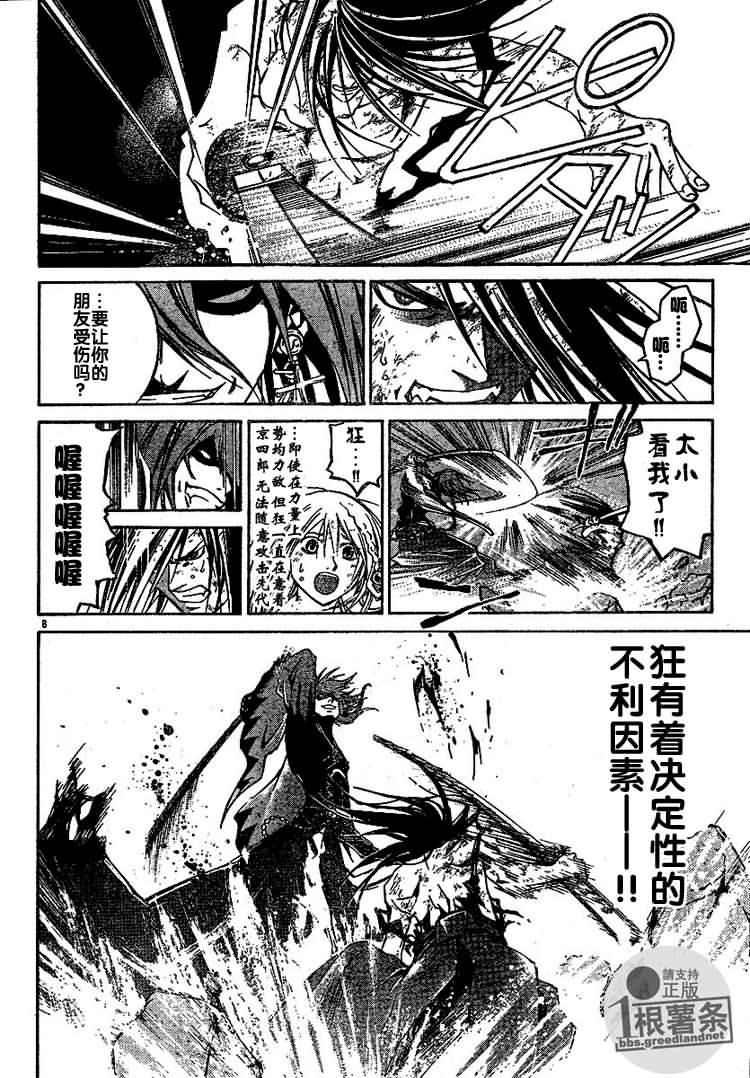 ドガッ
呃……
呃…
…要让你的
朋友受伤吗？
太小
看我了!!
狂…!!
…即使在力量上
势均力敌但狂一直在意着
京四郎无法随意攻击先代
喔喔喔喔喔
8
狂有着决定性的
不利因素——!!
請支持
正版
1根薯条
bbs.greedland.net